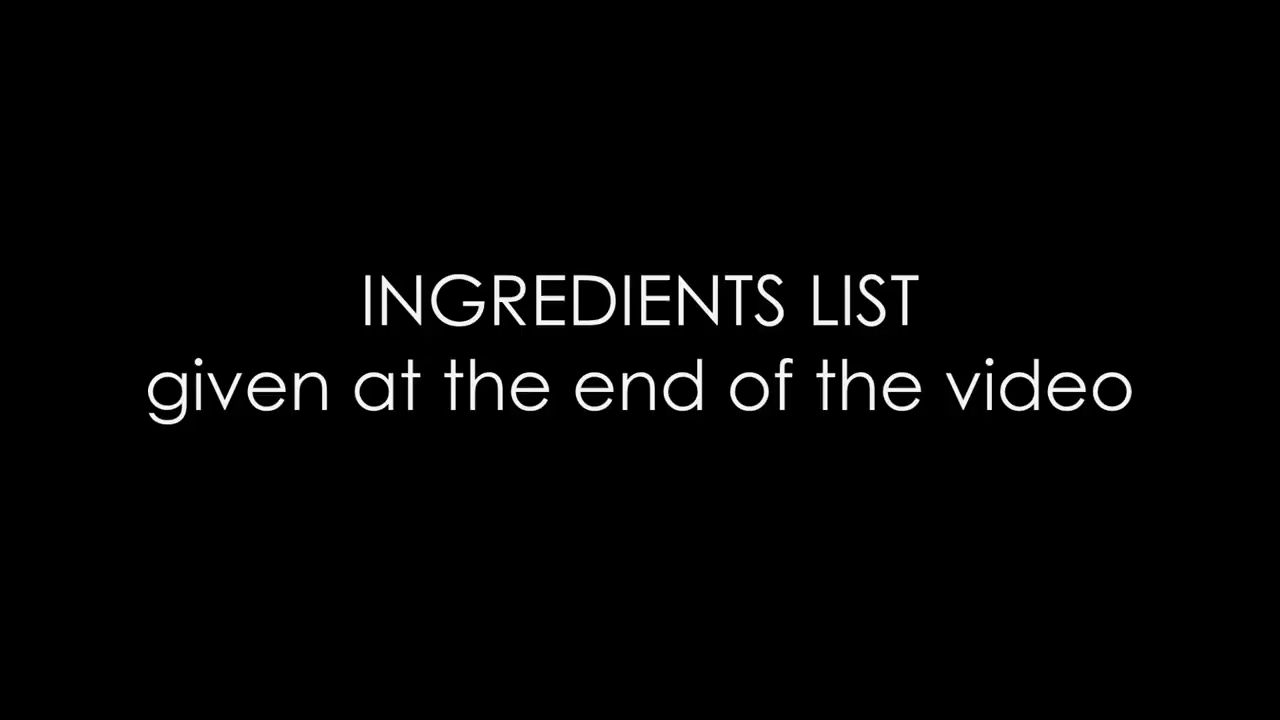 INGREDIENTS LIST
given at the end of the video